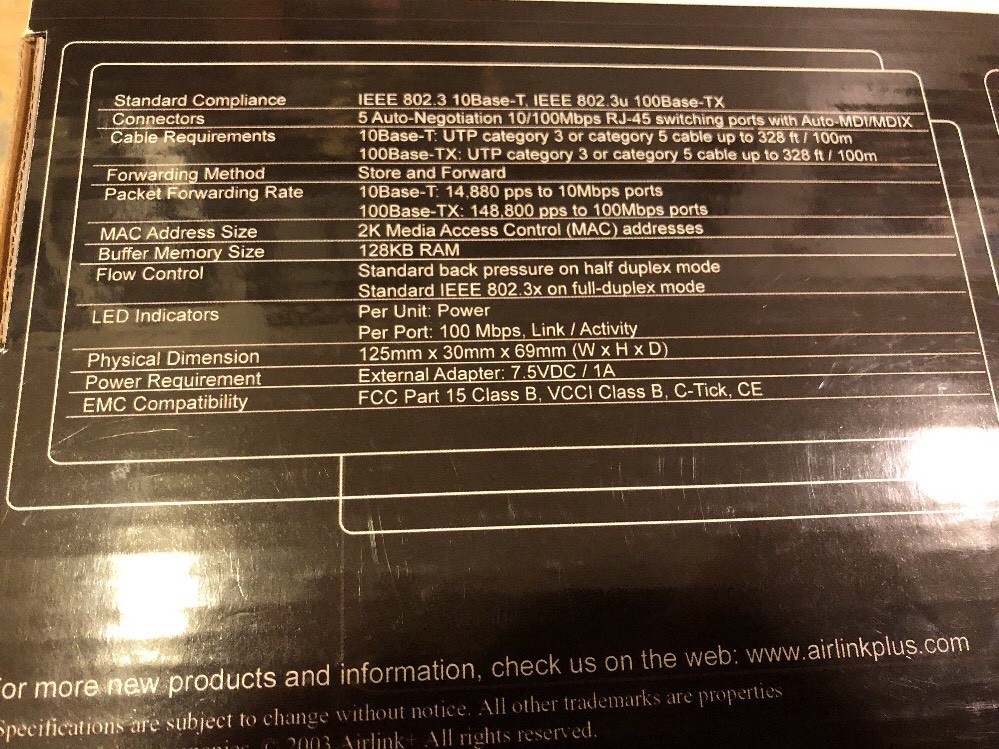 Standard Compliance IEEE 802.3 10Base-T, IEEE 802.3u 100Base-TX
Connectors 5 Auto-Negotiation 10/100Mbps RJ-45 switching ports with Auto-MDI/MDIX
Cable Requirements 10Base-T: UTP category 3 or category 5 cable up to 328 ft / 100m
100Base-TX: UTP category 3 or category 5 cable up to 328 ft / 100m
Forwarding Method Store and Forward
Packet Forwarding Rate 10Base-T: 14,880 pps to 10Mbps ports
100Base-TX: 148,800 pps to 100Mbps ports
MAC Address Size 2K Media Access Control (MAC) addresses
Buffer Memory Size 128KB RAM
Flow Control Standard back pressure on half duplex mode
Standard IEEE 802.3x on full-duplex mode
LED Indicators Per Unit: Power
Per Port: 100 Mbps, Link / Activity
Physical Dimension 125mm x 30mm x 69mm (W x H x D)
Power Requirement External Adapter: 7.5VDC / 1A
EMC Compatibility FCC Part 15 Class B, VCCI Class B, C-Tick, CE
or more new products and information, check us on the web: www.airlinkplus.com
Specifications are subject to change without notice. All other trademarks are properties
© 2003 Airlink+ All rights reserved.